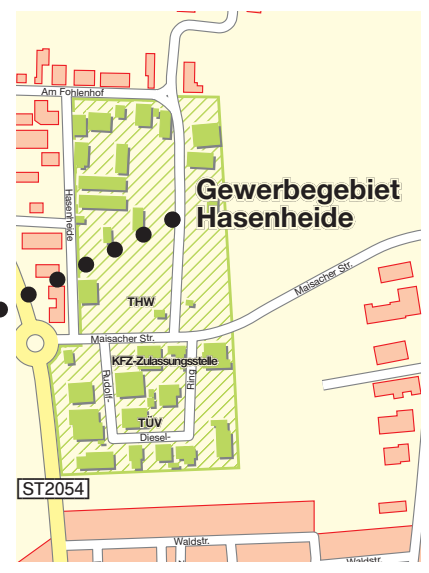 Am Fohlenhof
Hasenheide
Gewerbegebiet
Hasenheide
Maisacher Str.
THW
Maisacher Str.
KFZ-Zulassungsstelle
Rudolf-
Ring
TÜV
Diesel-
ST2054
Waldstr.
Waldstr.